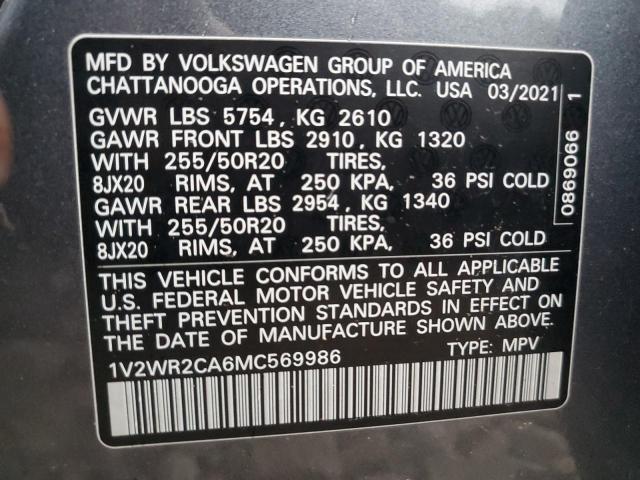 MFD BY VOLKSWAGEN GROUP OF AMERICA
CHATTANOOGA OPERATIONS, LLC. USA 03/2021
GVWR LBS 5754, KG 2610
GAWR FRONT LBS 2910, KG 1320
WITH 255/50R20 TIRES,
8JX20 RIMS, AT 250 KPA, 36 PSI COLD
GAWR REAR LBS 2954, KG 1340
WITH 255/50R20 TIRES,
8JX20 RIMS, AT 250 KPA, 36 PSI COLD
THIS VEHICLE CONFORMS TO ALL APPLICABLE
U.S. FEDERAL MOTOR VEHICLE SAFETY AND
THEFT PREVENTION STANDARDS IN EFFECT ON
THE DATE OF MANUFACTURE SHOWN ABOVE.
1V2WR2CA6MC569986 TYPE: MPV
0869066 1